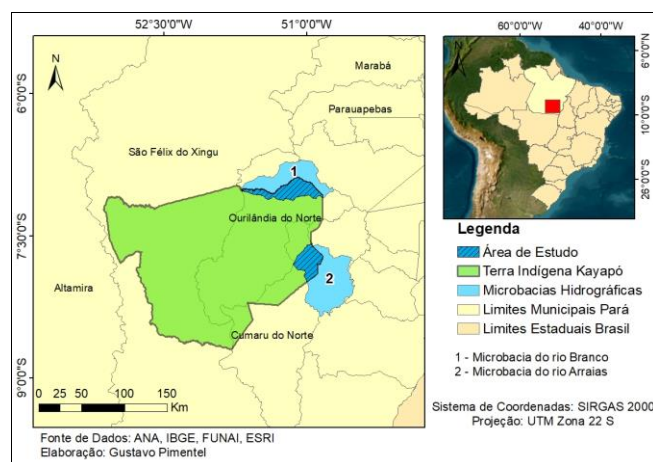 52°30'0"W
51°0'0"W
60°0'0"W
40°0'0"W
N
Marabá
6°0'0"S
Parauapebas
São Félix do Xingu
1
Ourilândia do Norte
7°30'0"S
2
Altamira
Cumaru do Norte
9°0'0"S
0 25 50 100 150
Km
Fonte de Dados: ANA, IBGE, FUNAI, ESRI
Elaboração: Gustavo Pimentel
N
6°0'0"N
10°0'0"S
26°0'0"S
Legenda
Área de Estudo
Terra Indígena Kayapó
Microbacias Hidrográficas
Limites Municipais Pará
Limites Estaduais Brasil
1 - Microbacia do rio Branco
2 - Microbacia do rio Arraias
Sistema de Coordenadas: SIRGAS 2000
Projeção: UTM Zona 22 S